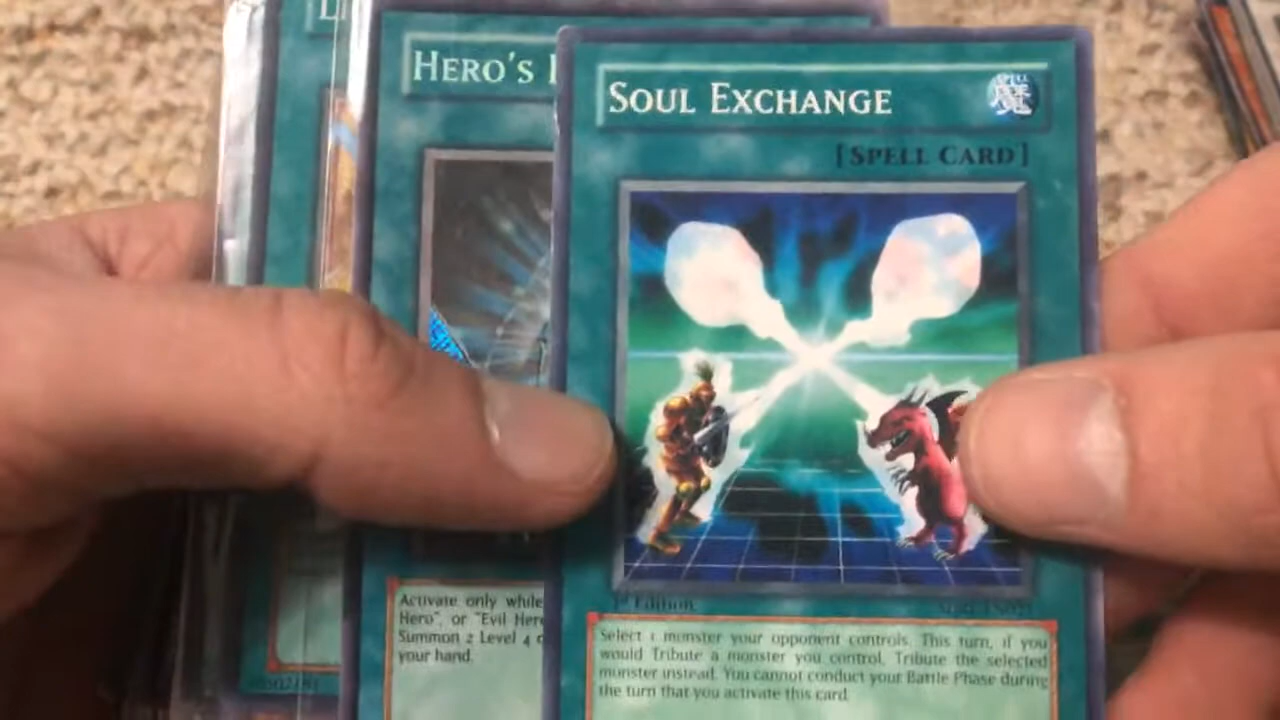 HERO'S
SOUL EXCHANGE
[SPELL CARD]
1st Edition
Select 1 monster your opponent controls. This turn, if you
would Tribute a monster you control, Tribute the selected
monster instead. You cannot conduct your Battle Phase during
the turn that you activate this card.
Activate only while
Hero", or "Evil Hero
Summon 2 Level 4 o
your hand.